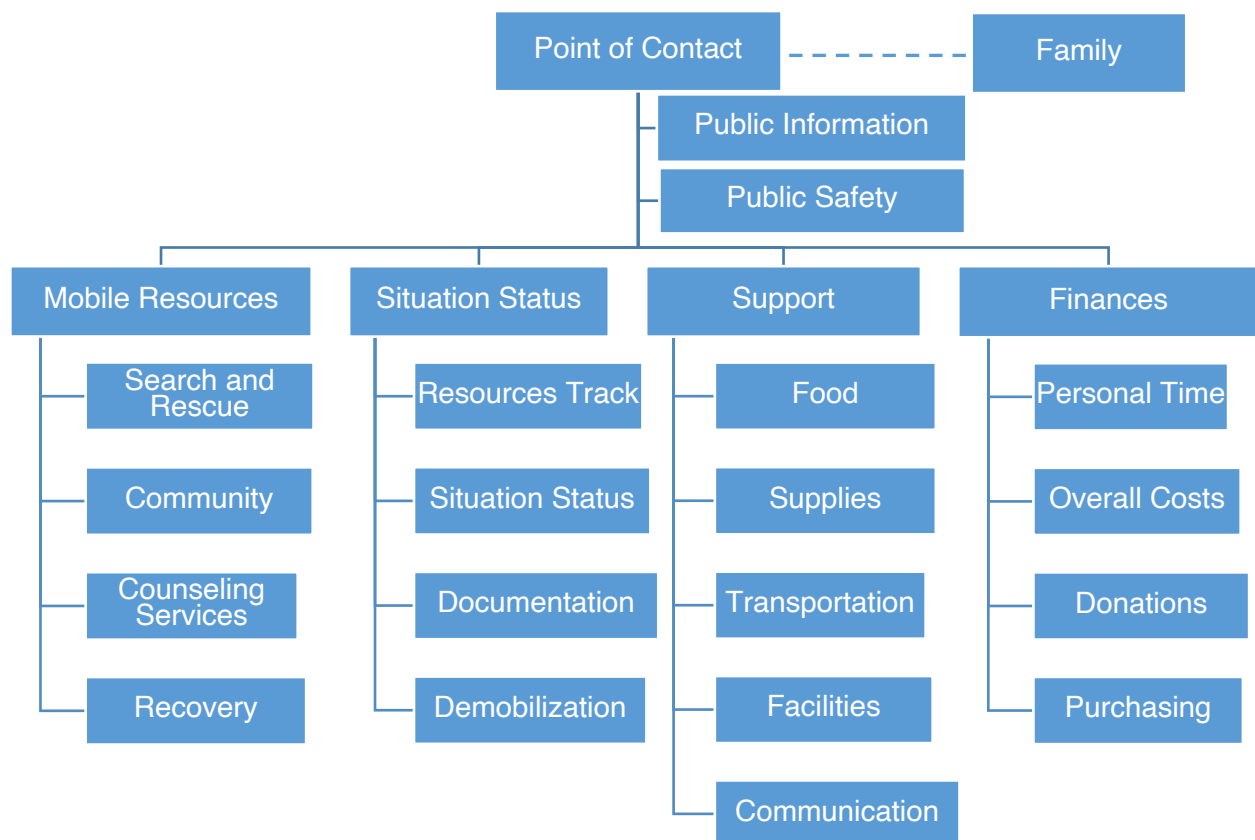 Point of Contact
Family
Public Information
Public Safety
Mobile Resources
Search and
Rescue
Community
Counseling
Services
Recovery
Situation Status
Resources Track
Situation Status
Documentation
Demobilization
Support
Food
Supplies
Transportation
Facilities
Communication
Finances
Personal Time
Overall Costs
Donations
Purchasing